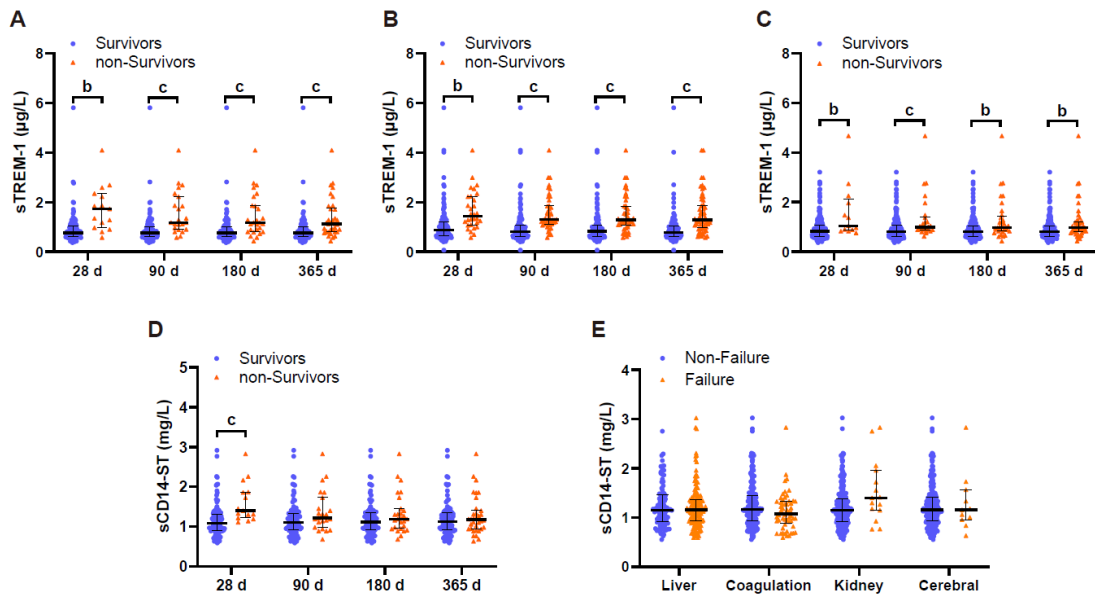 A
Survivors
non-Survivors
sTREM-1 (µg/L)
8
6
4
2
0
b
c
c
c
28 d
90 d
180 d
365 d
B
Survivors
non-Survivors
sTREM-1 (µg/L)
8
6
4
2
0
b
c
c
c
28 d
90 d
180 d
365 d
C
Survivors
non-Survivors
sTREM-1 (µg/L)
8
6
4
2
0
b
c
b
b
28 d
90 d
180 d
365 d
D
Survivors
non-Survivors
sCD14-ST (mg/L)
5
4
3
2
1
0
c
28 d
90 d
180 d
365 d
E
Non-Failure
Failure
sCD14-ST (mg/L)
4
3
2
1
0
Liver
Coagulation
Kidney
Cerebral